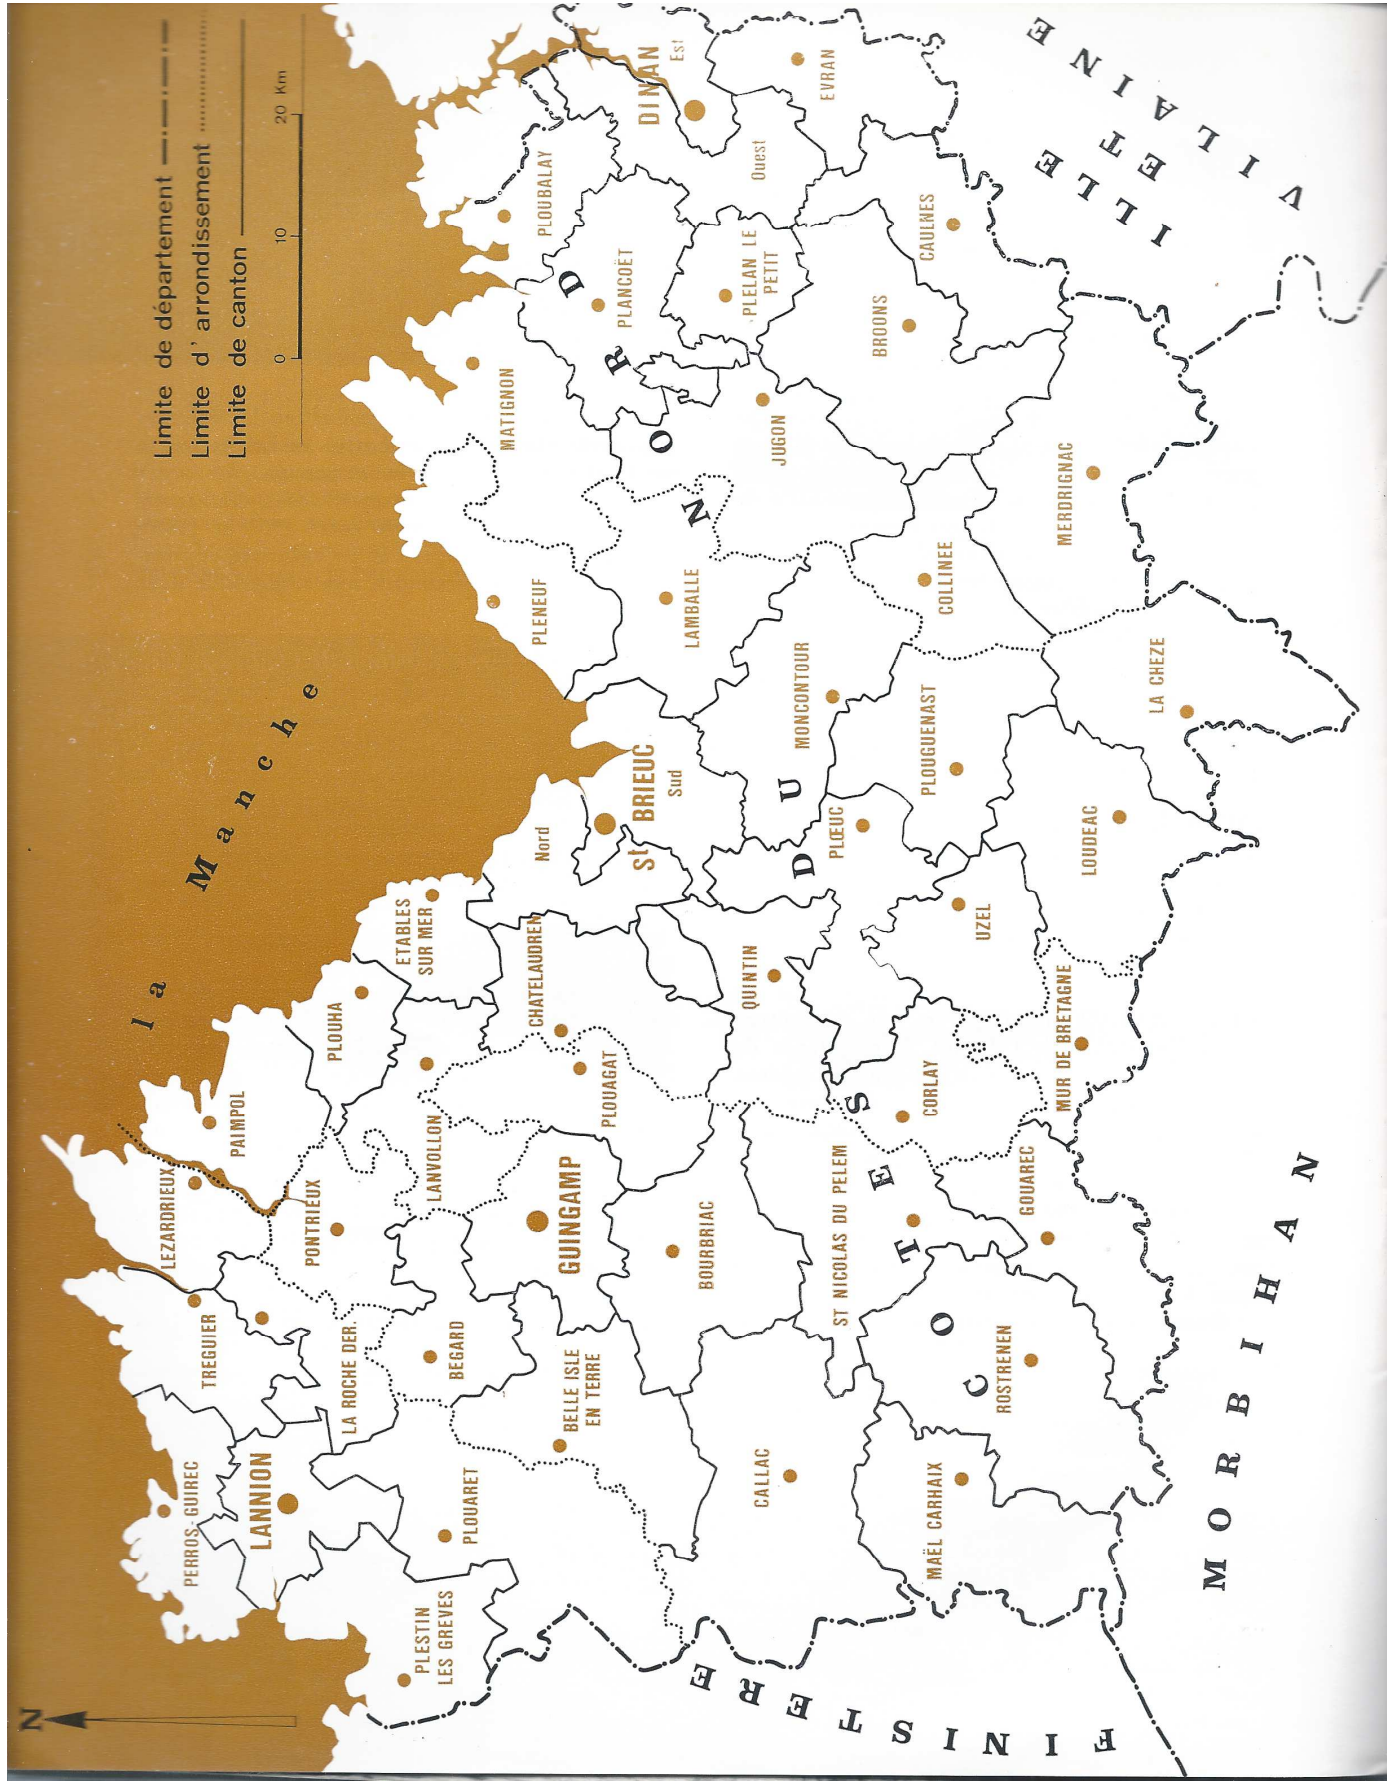 N
la Manche
Limite de département
Limite d' arrondissement
Limite de canton
0 10 20 Km
PERROS-GUIREC
TREGUIER
LEZARDRIEUX
PAIMPOL
LANNION
LA ROCHE DER.
PONTRIEUX
PLOUHA
PLESTIN
LES GREVES
PLOUARET
BEGARD
LANVOLLON
ETABLES
SUR MER
BELLE ISLE
EN TERRE
GUINGAMP
PLOUAGAT
CHATELAUDREN
Nord
St BRIEUC
Sud
PLENEUF
MATIGNON
PLOUBALAY
PLANCOËT
DINAN
Est
Ouest
EVRAN
CALLAC
BOURBRIAC
QUINTIN
LAMBALLE
JUGON
PLELAN LE
PETIT
ST NICOLAS DU PELEM
CORLAY
PLŒUC
MONCONTOUR
COLLINEE
BROONS
CAULNES
MAËL CARHAIX
ROSTRENEN
GOUAREC
MUR DE BRETAGNE
UZEL
PLOUGUENAST
LOUDEAC
LA CHEZE
MERDRIGNAC
COTES DU NORD
FINISTERE
MORBIHAN
ILLE
ET
VILAINE